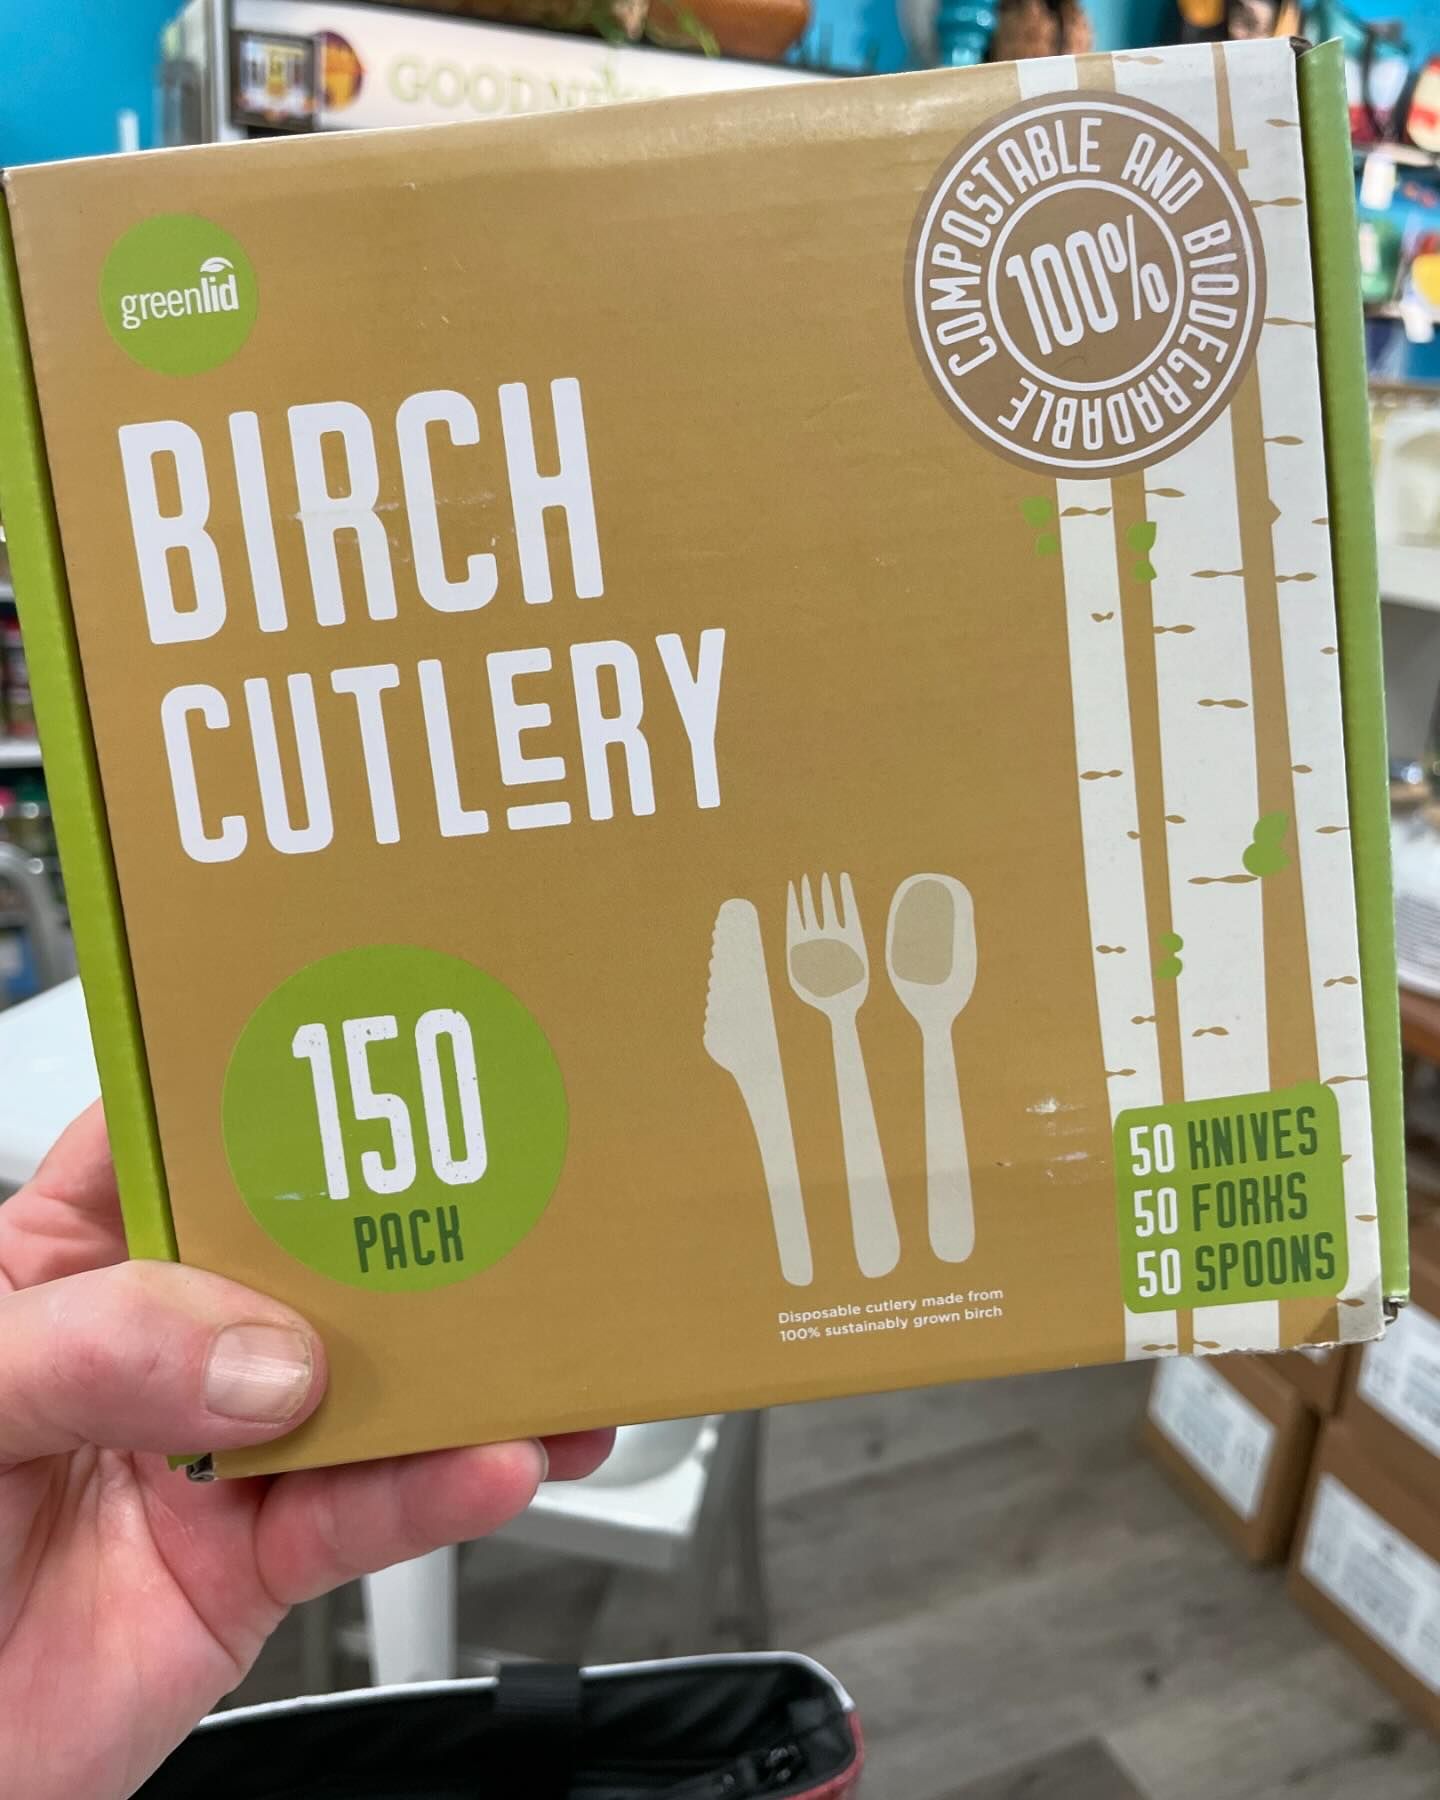 greenlid
100%
COMPOSTABLE AND BIODEGRADABLE
BIRCH
CUTLERY
150
PACK
50 KNIVES
50 FORKS
50 SPOONS
Disposable cutlery made from
100% sustainably grown birch